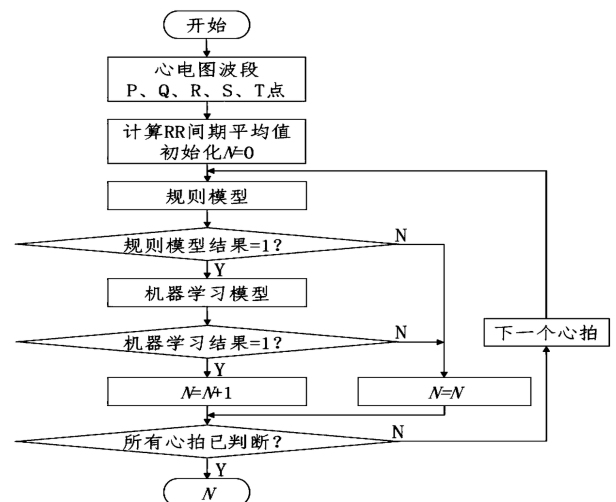 开始
心电图波段
P、Q、R、S、T点
计算RR间期平均值
初始化N=0
规则模型
规则模型结果=1?
N
Y
机器学习模型
机器学习结果=1?
N
下一个心拍
Y
N=N+1
N=N
所有心拍已判断?
N
Y
N